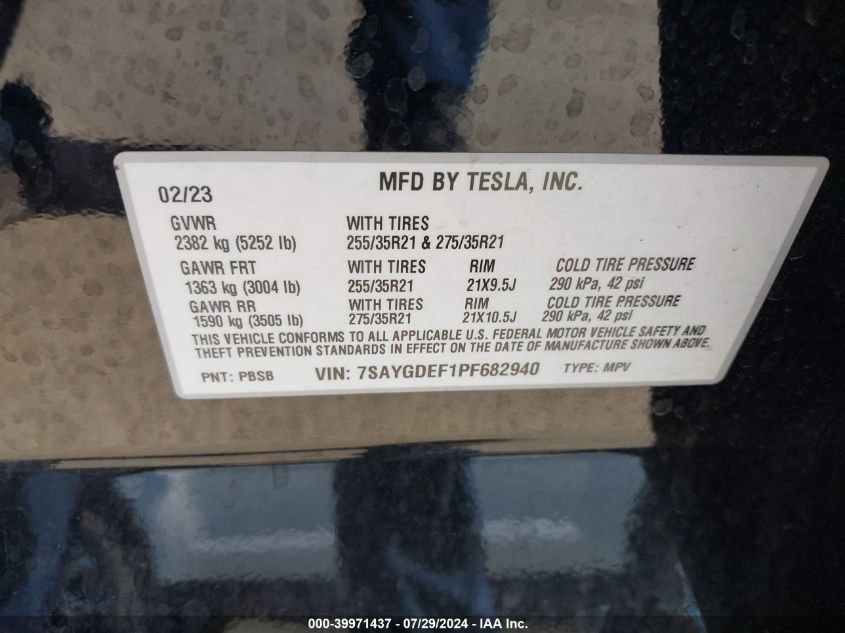 MFD BY TESLA, INC.
02/23
GVWR WITH TIRES
2382 kg (5252 lb) 255/35R21 & 275/35R21
GAWR FRT WITH TIRES RIM COLD TIRE PRESSURE
1363 kg (3004 lb) 255/35R21 21X9.5J 290 kPa, 42 psi
GAWR RR WITH TIRES RIM COLD TIRE PRESSURE
1590 kg (3505 lb) 275/35R21 21X10.5J 290 kPa, 42 psi
THIS VEHICLE CONFORMS TO ALL APPLICABLE U.S. FEDERAL MOTOR VEHICLE SAFETY AND
THEFT PREVENTION STANDARDS IN EFFECT ON THE DATE OF MANUFACTURE SHOWN ABOVE.
PNT: PBSB VIN: 7SAYGDEF1PF682940 TYPE: MPV
000-39971437 - 07/29/2024 - IAA Inc.